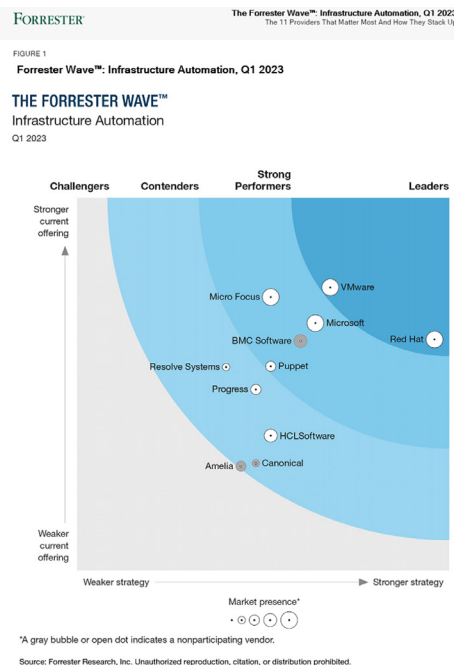 FORRESTER
The Forrester Wave™: Infrastructure Automation, Q1 2023
The 11 Providers That Matter Most And How They Stack Up
FIGURE 1
Forrester Wave™: Infrastructure Automation, Q1 2023
THE FORRESTER WAVE™
Infrastructure Automation
Q1 2023
Challengers Contenders Strong Performers Leaders
Stronger
current
offering
VMware
Micro Focus
Microsoft
BMC Software
Red Hat
Resolve Systems
Puppet
Progress
HCLSoftware
Amelia
Canonical
Weaker
current
offering
Weaker strategy Stronger strategy
Market presence*
*A gray bubble or open dot indicates a nonparticipating vendor.
Source: Forrester Research, Inc. Unauthorized reproduction, citation, or distribution prohibited.